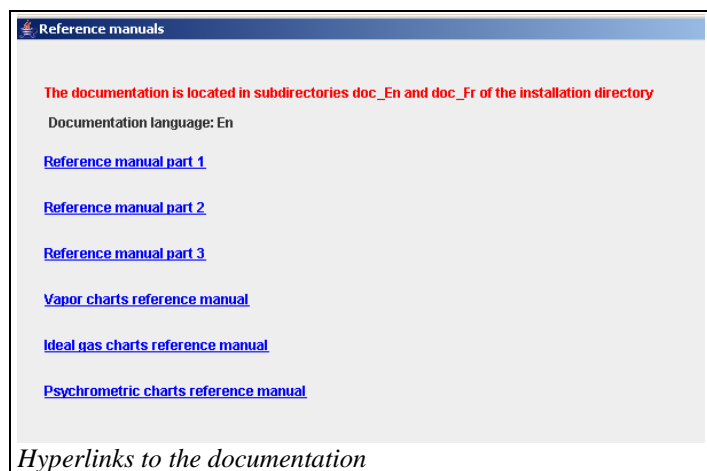 Reference manuals
The documentation is located in subdirectories doc_En and doc_Fr of the installation directory
Documentation language: En
Reference manual part 1
Reference manual part 2
Reference manual part 3
Vapor charts reference manual
Ideal gas charts reference manual
Psychrometric charts reference manual
Hyperlinks to the documentation